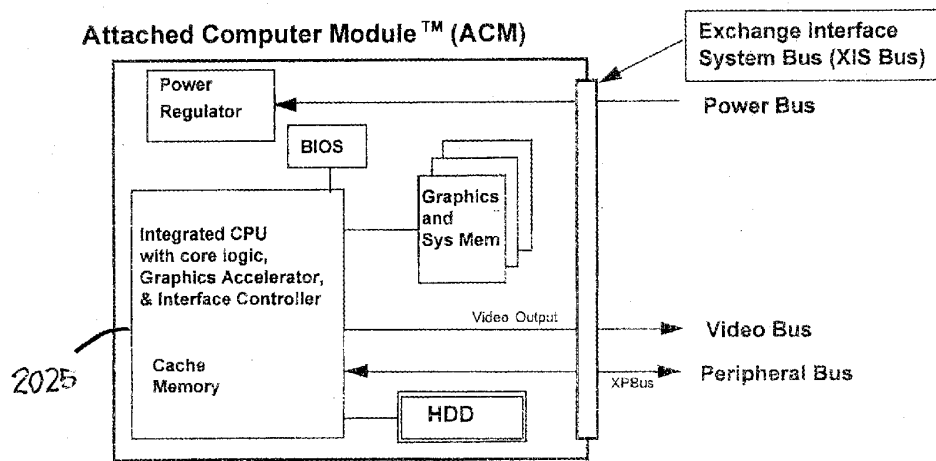 Attached Computer Module™ (ACM)
Exchange Interface
System Bus (XIS Bus)
Power
Regulator
Power Bus
BIOS
Graphics
and
Sys Mem
Integrated CPU
with core logic,
Graphics Accelerator,
& Interface Controller
Video Output
Video Bus
2025
Cache
Memory
XPBus
Peripheral Bus
HDD